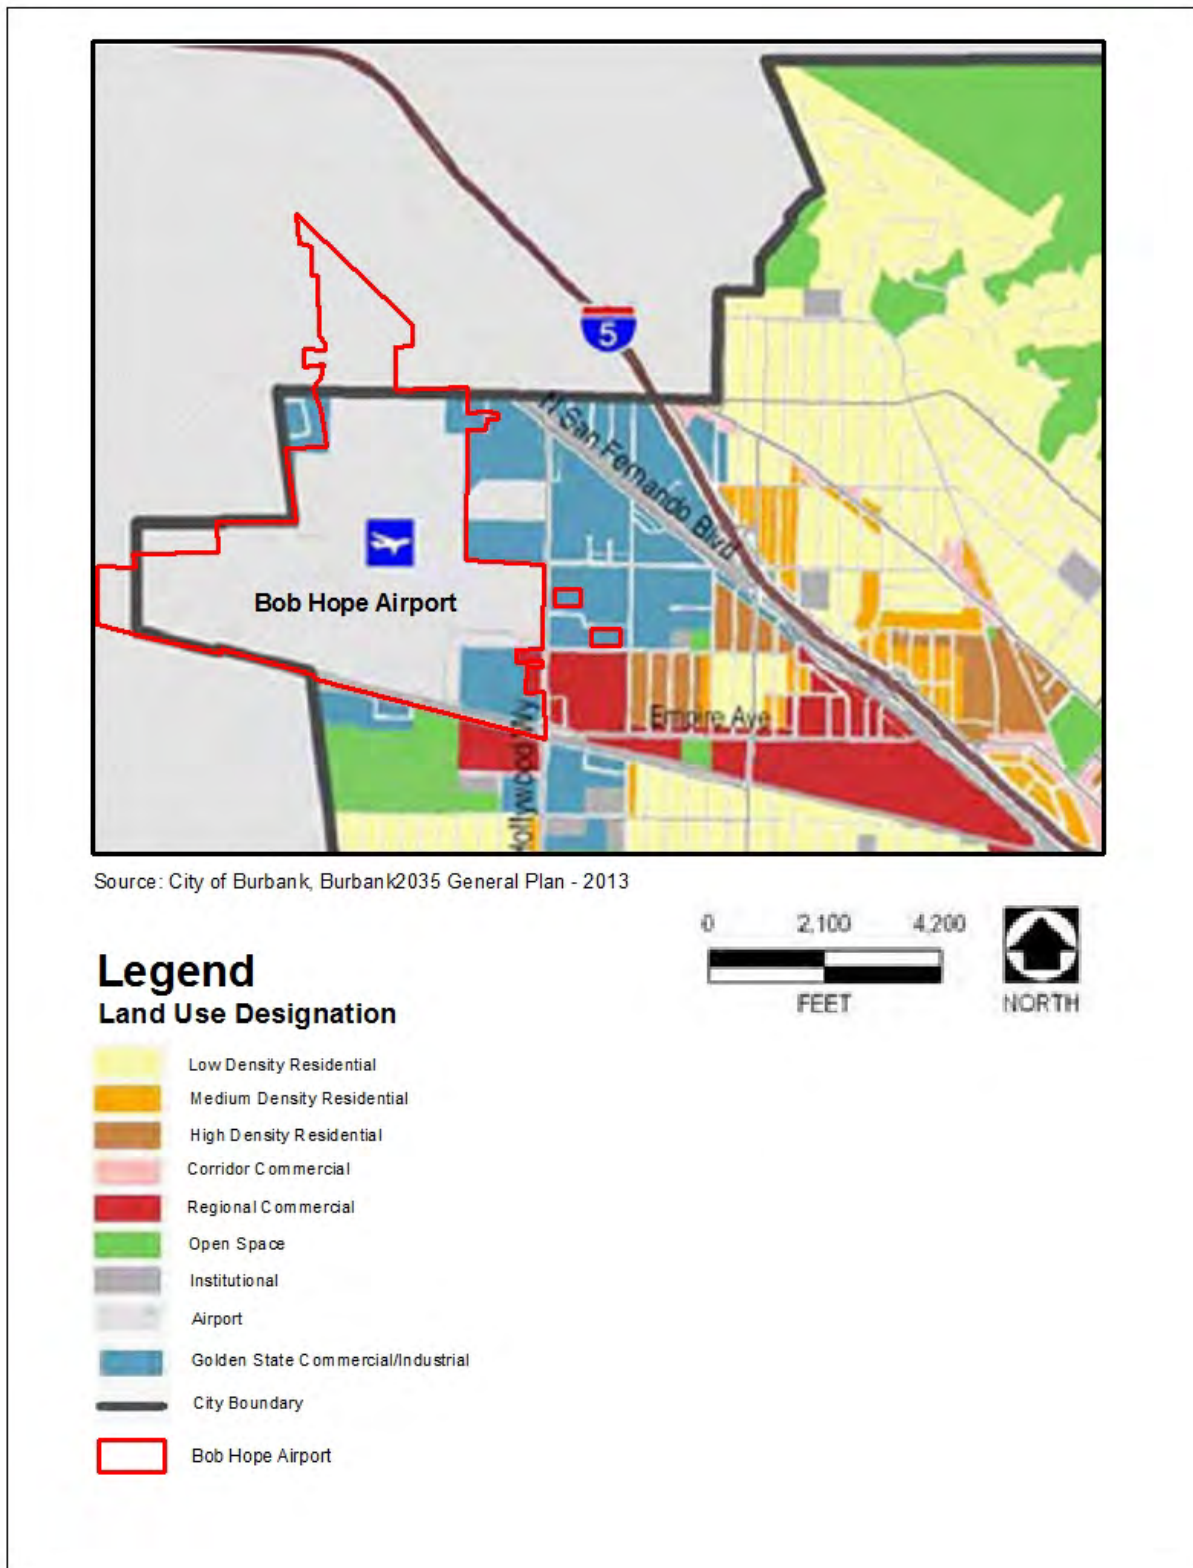 5
N San Fernando Blvd
Bob Hope Airport
Empire Ave
Hollywood Wy
Source: City of Burbank, Burbank2035 General Plan - 2013
0 2,100 4,200
FEET
NORTH
Legend
Land Use Designation
Low Density Residential
Medium Density Residential
High Density Residential
Corridor Commercial
Regional Commercial
Open Space
Institutional
Airport
Golden State Commercial/Industrial
City Boundary
Bob Hope Airport